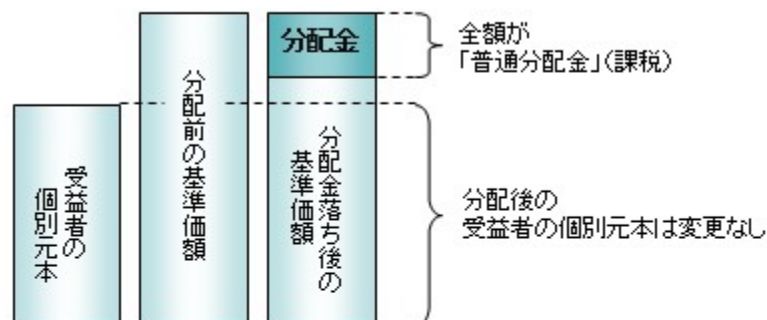 受益者の
個別元本
分配前の基準価額
分配金
分配金落ち後の
基準価額
全額が
「普通分配金」(課税)
分配後の
受益者の個別元本は変更なし